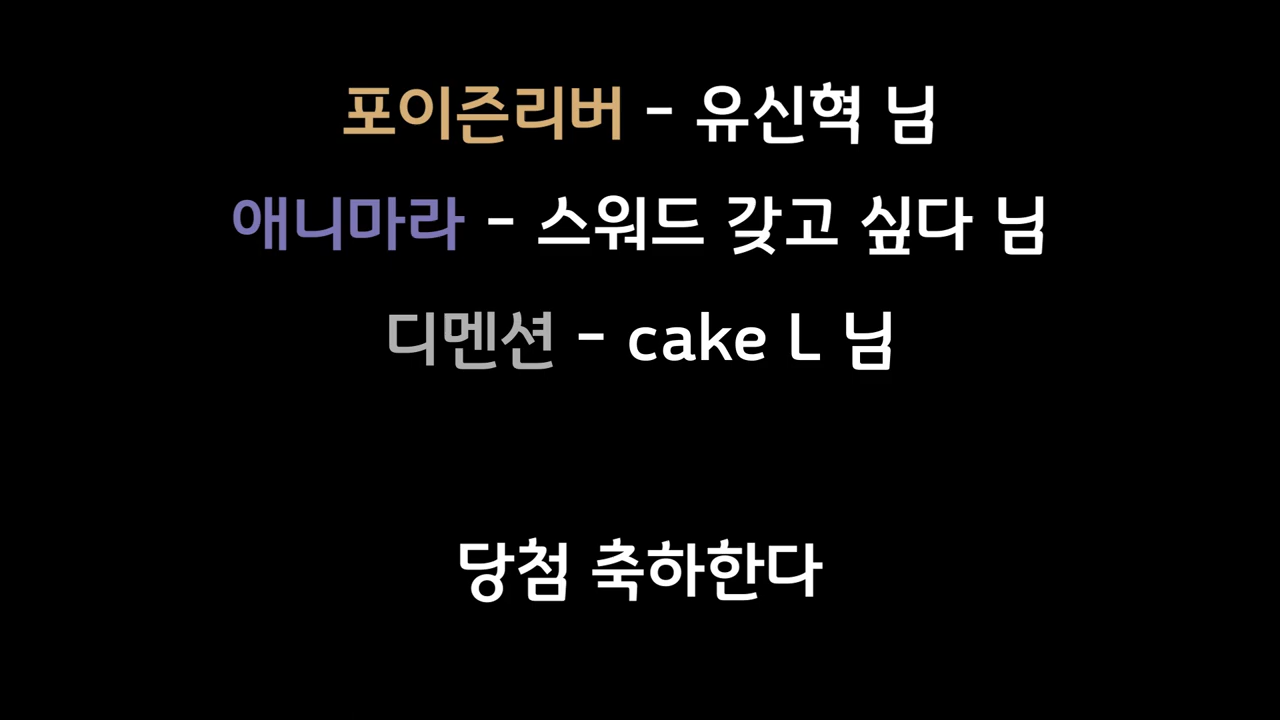 포이즌리버 - 유신혁 님
애니마라 - 스워드 갖고 싶다 님
디멘션 - cake L 님
당첨 축하한다